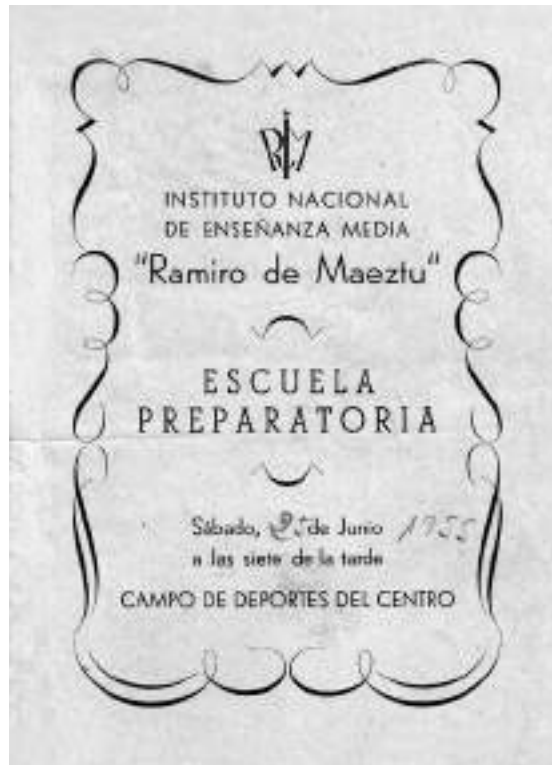 RM
INSTITUTO NACIONAL
DE ENSEÑANZA MEDIA
"Ramiro de Maeztu"
ESCUELA
PREPARATORIA
Sábado, 25 de Junio 1955
a las siete de la tarde
CAMPO DE DEPORTES DEL CENTRO